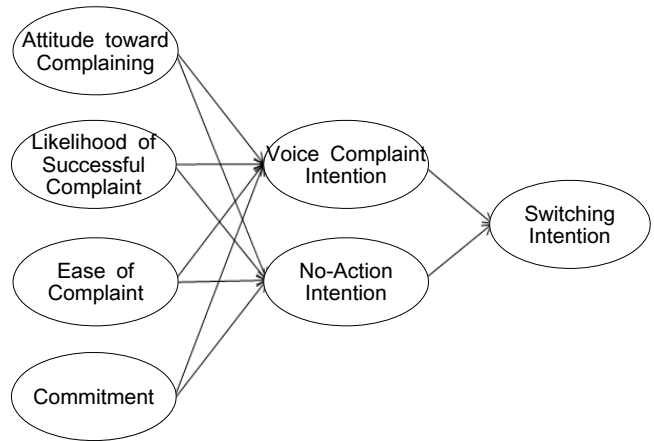 Attitude toward
Complaining
Likelihood of
Successful
Complaint
Ease of
Complaint
Commitment
Voice Complaint
Intention
No-Action
Intention
Switching
Intention